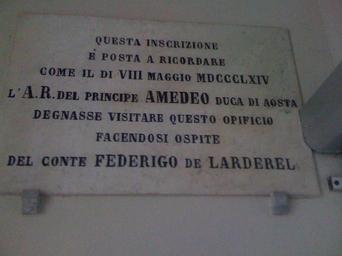 QUESTA INSCRIZIONE
È POSTA A RICORDARE
COME IL DI VIII MAGGIO MDCCCLXIV
L'A.R. DEL PRINCIPE AMEDEO DUCA DI AOSTA
DEGNASSE VISITARE QUESTO OPIFICIO
FACENDOSI OSPITE
DEL CONTE FEDERIGO DE LARDEREL